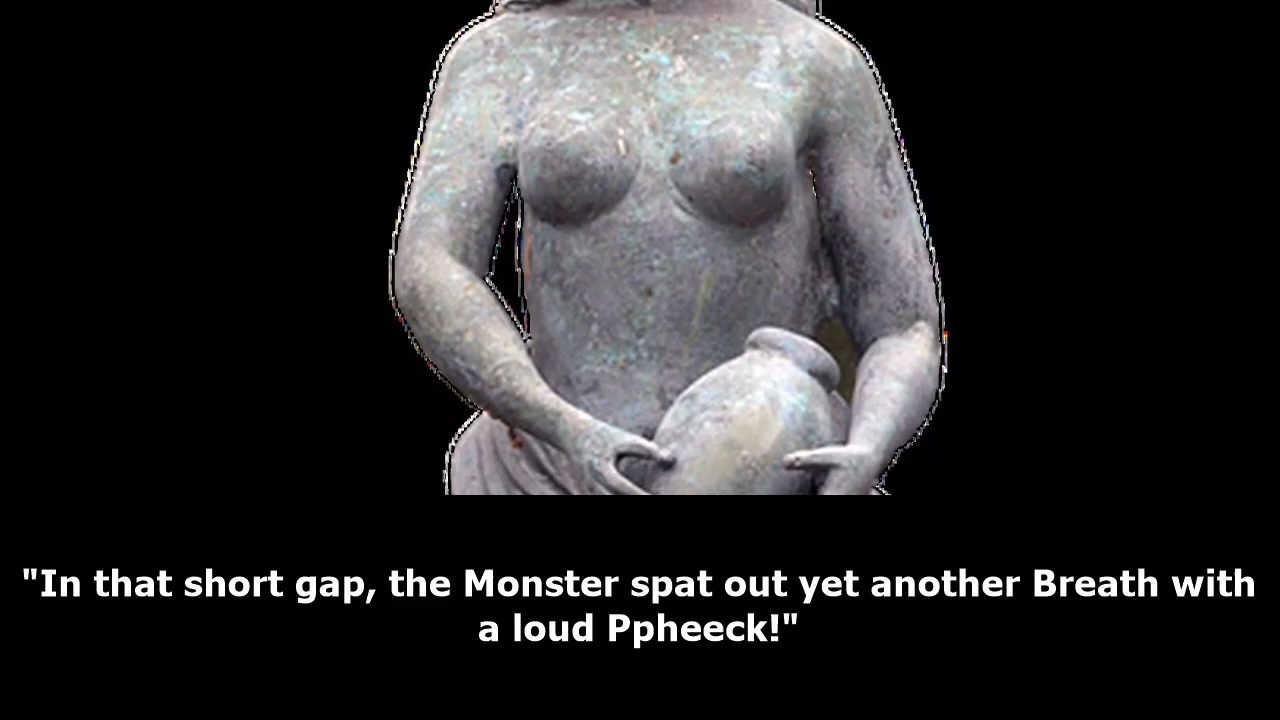 "In that short gap, the Monster spat out yet another Breath with
a loud Ppheeck!"